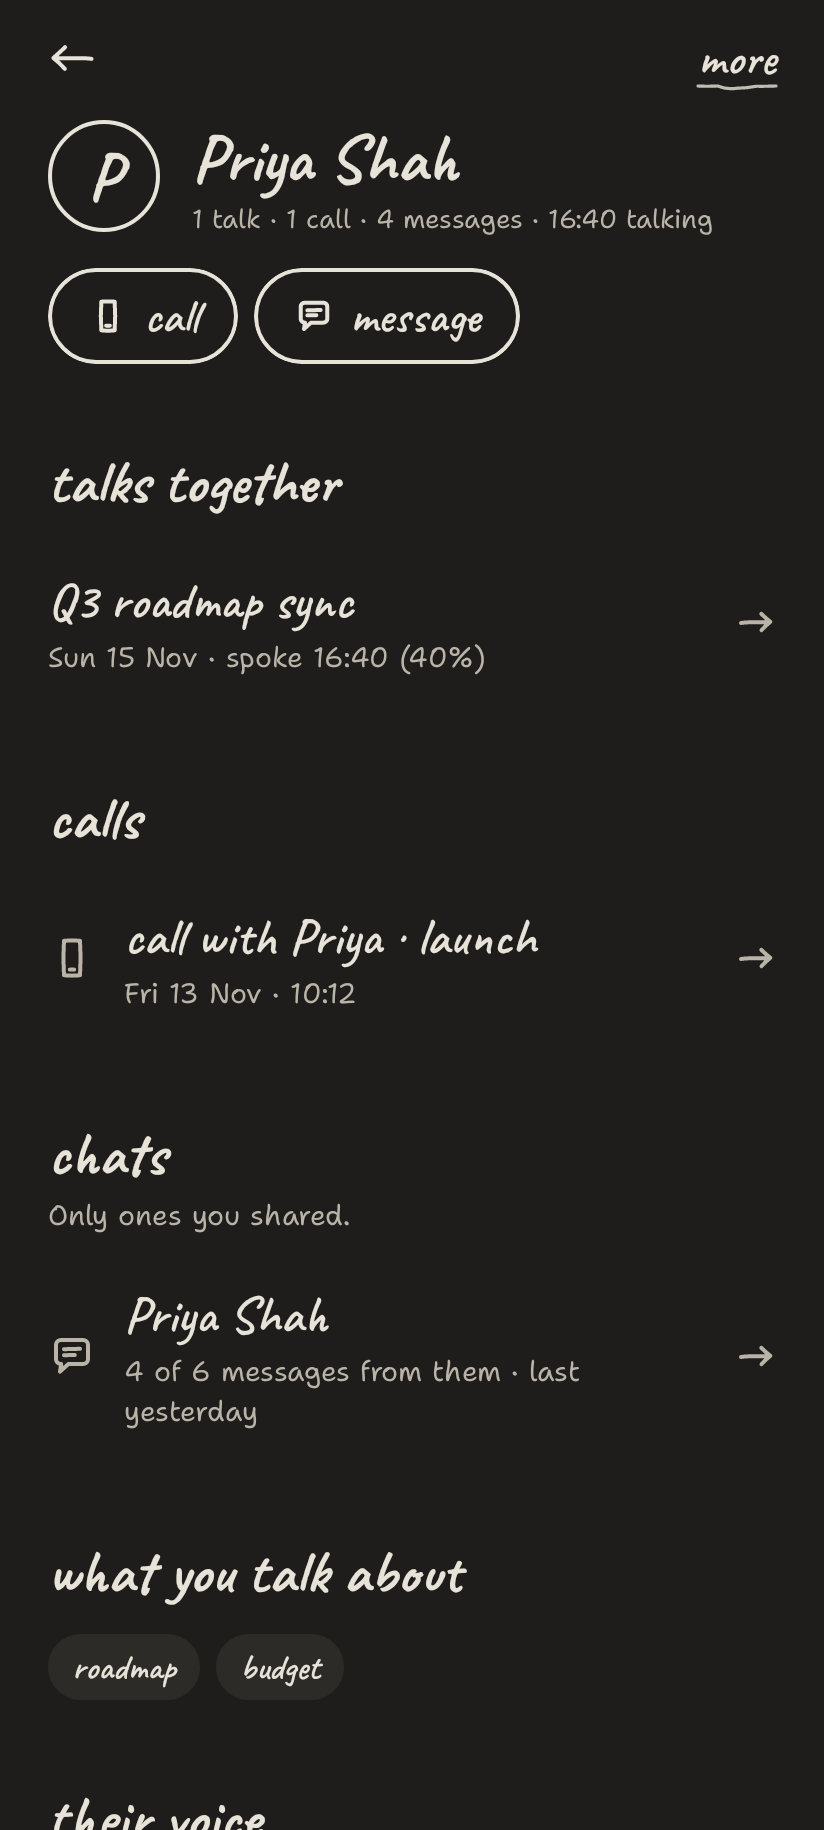 more
P
Priya Shah
1 talk · 1 call · 4 messages · 16:40 talking
call
message
talks together
Q3 roadmap sync
Sun 15 Nov · spoke 16:40 (40%)
calls
call with Priya · launch
Fri 13 Nov · 10:12
chats
Only ones you shared.
Priya Shah
4 of 6 messages from them · last
yesterday
what you talk about
roadmap
budget
their voice